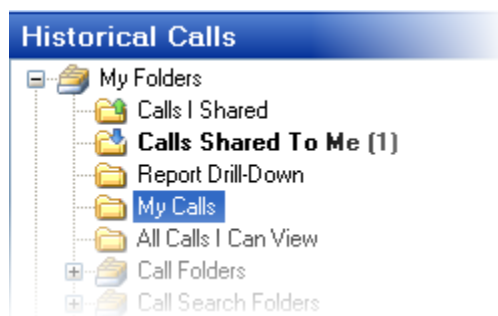 Historical Calls
My Folders
Calls I Shared
Calls Shared To Me (1)
Report Drill-Down
My Calls
All Calls I Can View
Call Folders
Call Search Folders